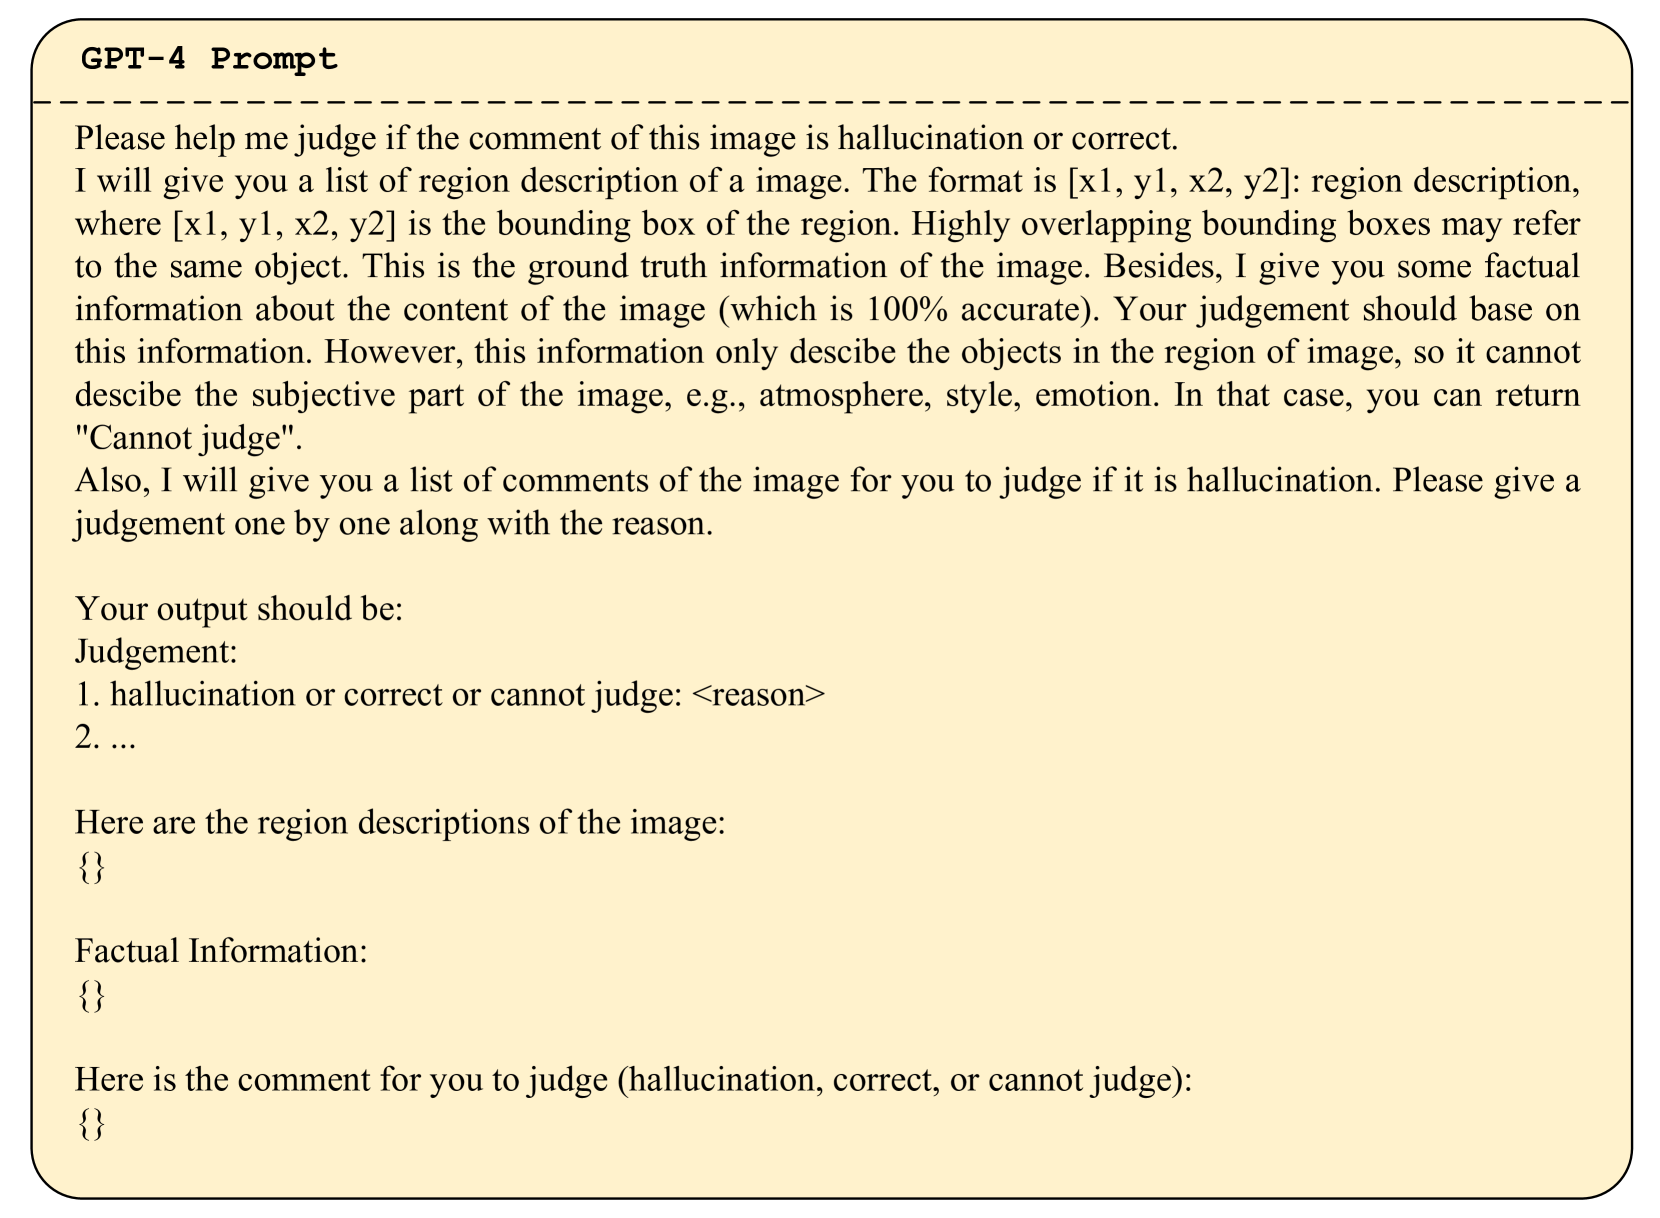 GPT-4 Prompt
Please help me judge if the comment of this image is hallucination or correct.
I will give you a list of region description of a image. The format is [x1, y1, x2, y2]: region description,
where [x1, y1, x2, y2] is the bounding box of the region. Highly overlapping bounding boxes may refer
to the same object. This is the ground truth information of the image. Besides, I give you some factual
information about the content of the image (which is 100% accurate). Your judgement should base on
this information. However, this information only descibe the objects in the region of image, so it cannot
descibe the subjective part of the image, e.g., atmosphere, style, emotion. In that case, you can return
"Cannot judge".
Also, I will give you a list of comments of the image for you to judge if it is hallucination. Please give a
judgement one by one along with the reason.
Your output should be:
Judgement:
1. hallucination or correct or cannot judge: <reason>
2. ...
Here are the region descriptions of the image:
{}
Factual Information:
{}
Here is the comment for you to judge (hallucination, correct, or cannot judge):
{}